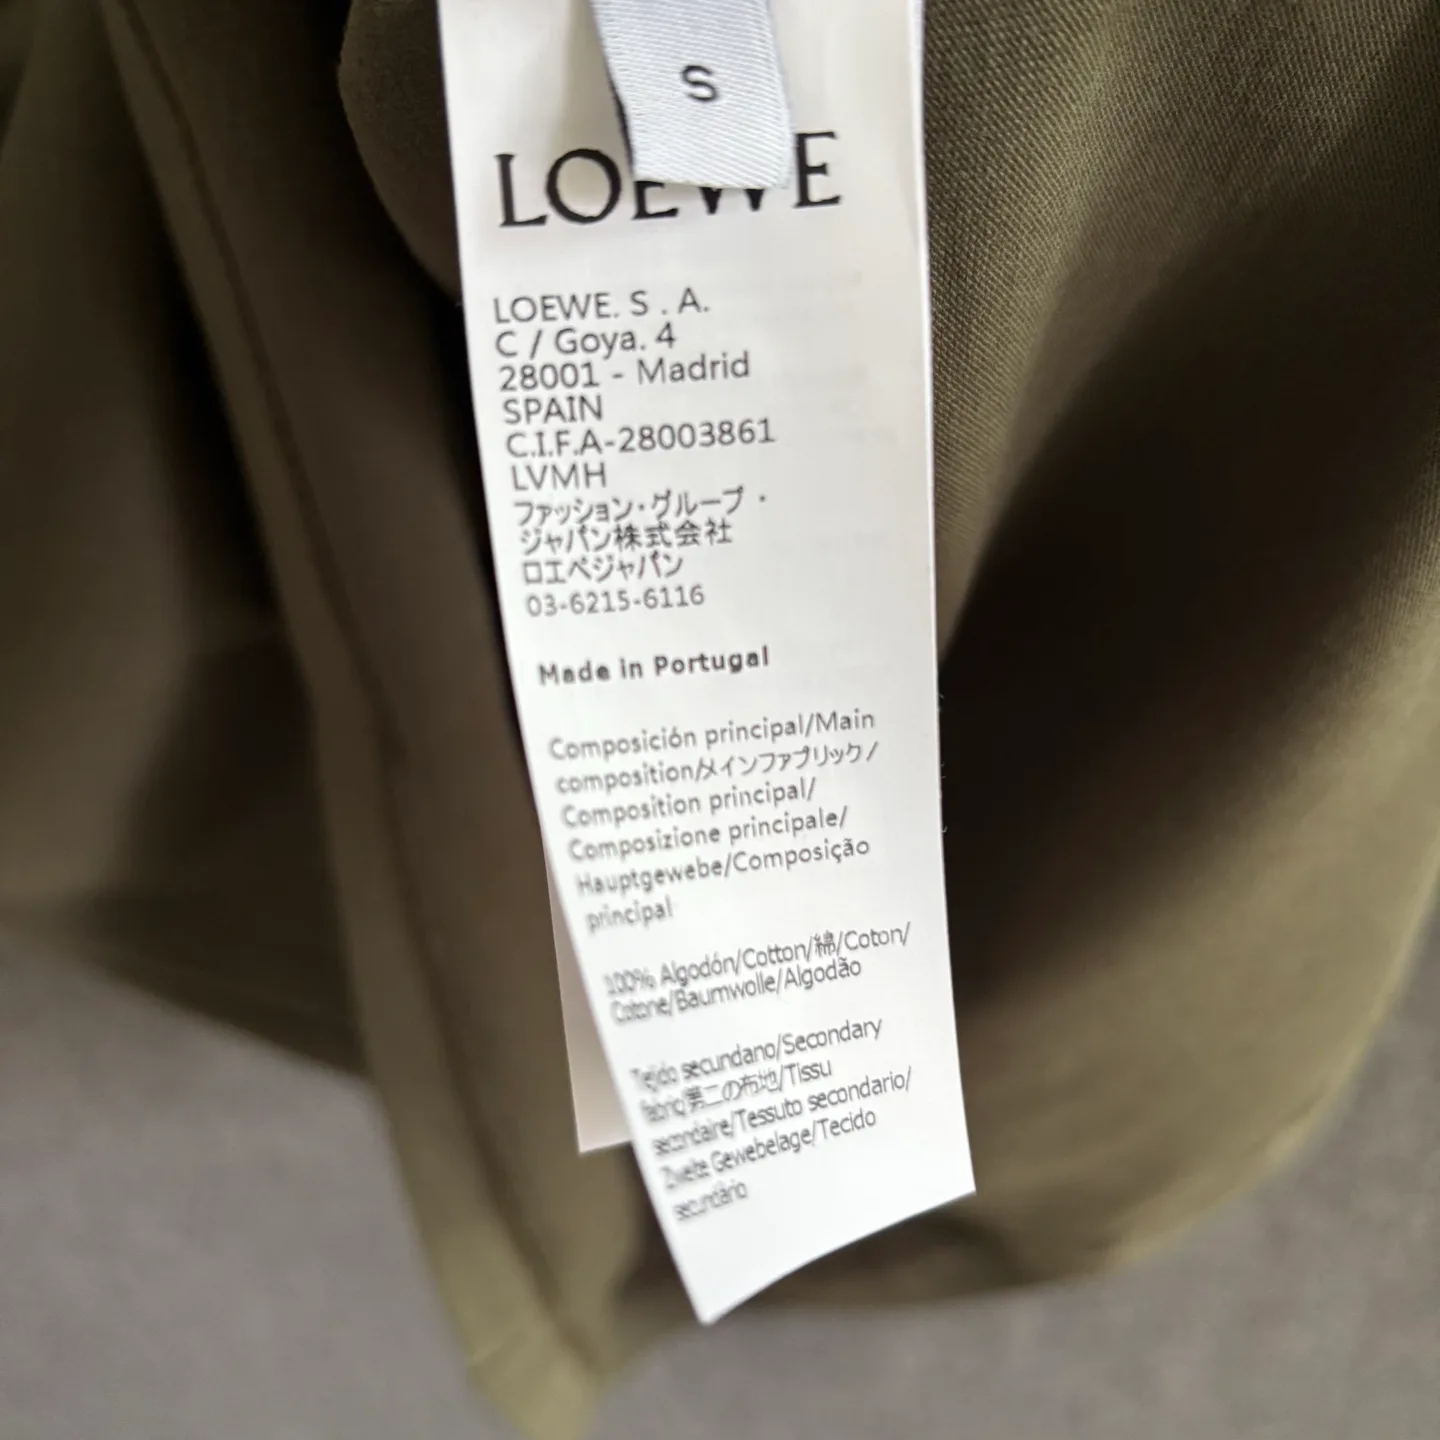 S
LOEWE
LOEWE. S . A.
C / Goya. 4
28001 - Madrid
SPAIN
C.I.F.A-28003861
LVMH
ファッション・グループ・
ジャパン株式会社
ロエベジャパン
03-6215-6116
Made in Portugal
Composición principal/Main
composition/メインファブリック/
Composition principal/
Composizione principale/
Hauptgewebe/Composição
principal
100% Algodón/Cotton/綿/Coton/
Cotone/Baumwolle/Algodão
Tejido secundario/Secondary
fabric/第二の布地/Tissu
secondaire/Tessuto secondario/
Zweite Gewebelage/Tecido
secundário